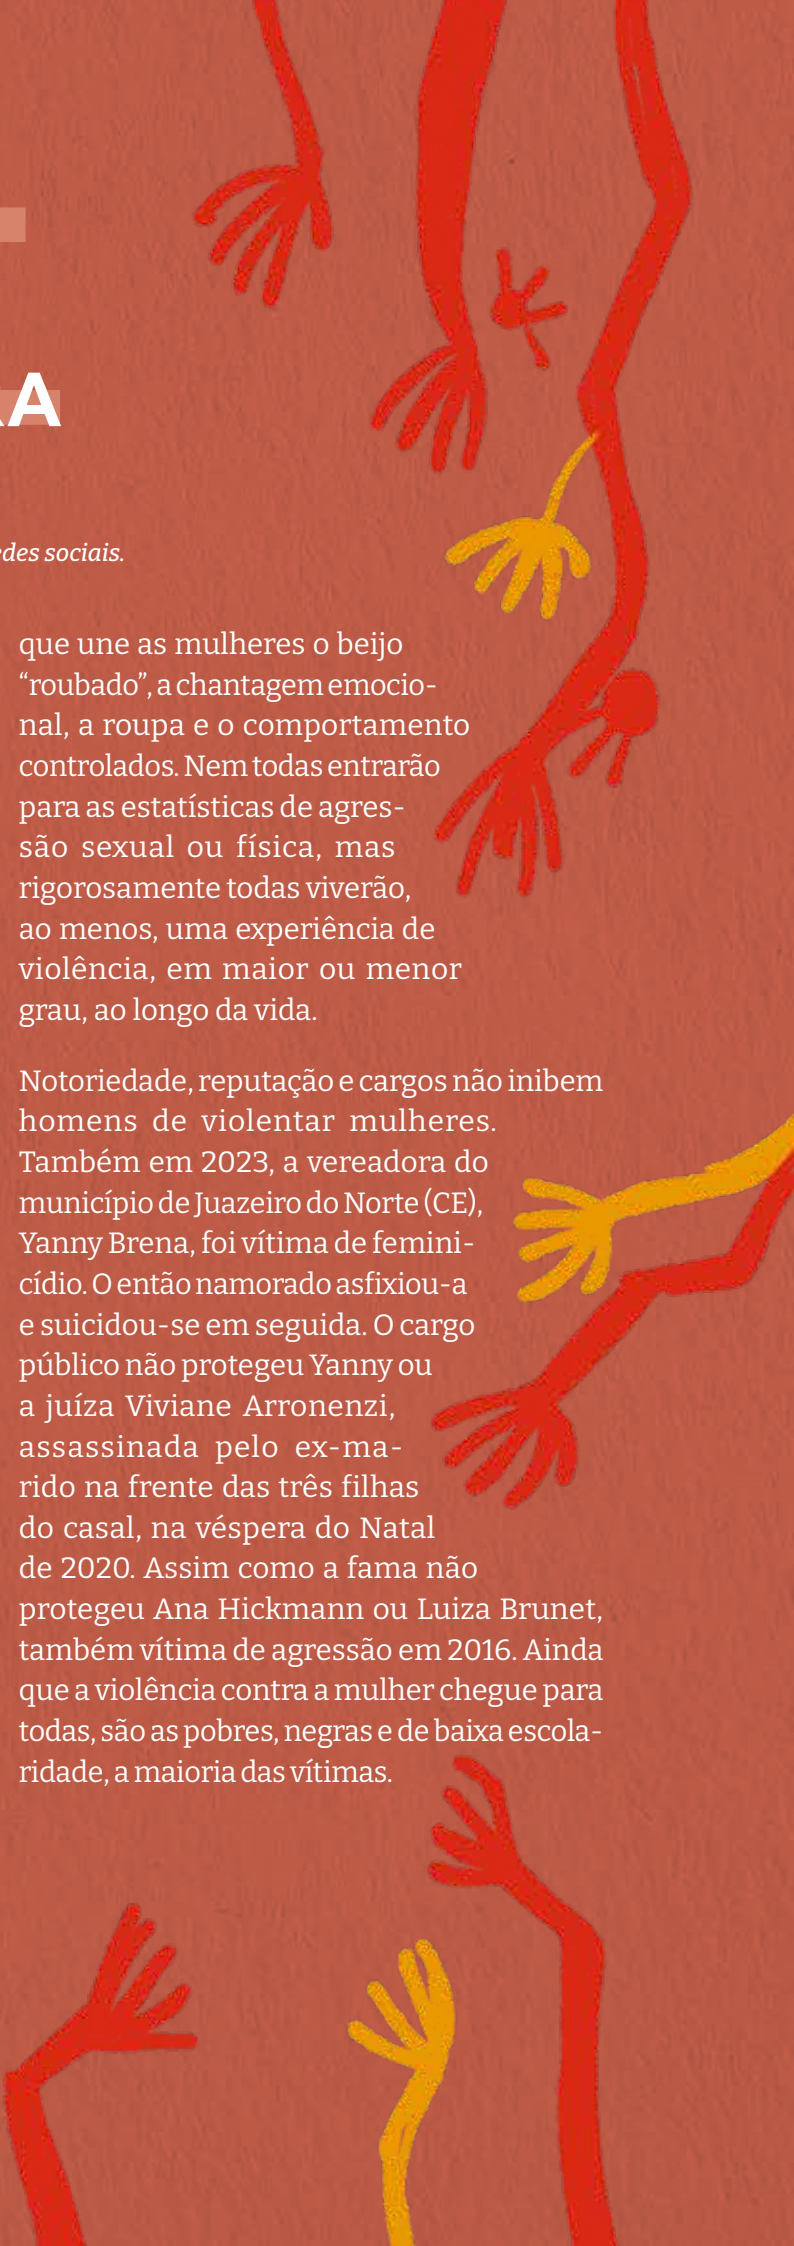 A
des sociais.
que une as mulheres o beijo
“roubado”, a chantagem emocio-
nal, a roupa e o comportamento
controlados. Nem todas entrarão
para as estatísticas de agres-
são sexual ou física, mas
rigorosamente todas viverão,
ao menos, uma experiência de
violência, em maior ou menor
grau, ao longo da vida.
Notoriedade, reputação e cargos não inibem
homens de violentar mulheres.
Também em 2023, a vereadora do
município de Juazeiro do Norte (CE),
Yanny Brena, foi vítima de femini-
cídio. O então namorado asfixiou-a
e suicidou-se em seguida. O cargo
público não protegeu Yanny ou
a juíza Viviane Arronenzi,
assassinada pelo ex-ma-
rido na frente das três filhas
do casal, na véspera do Natal
de 2020. Assim como a fama não
protegeu Ana Hickmann ou Luiza Brunet,
também vítima de agressão em 2016. Ainda
que a violência contra a mulher chegue para
todas, são as pobres, negras e de baixa escola-
ridade, a maioria das vítimas.